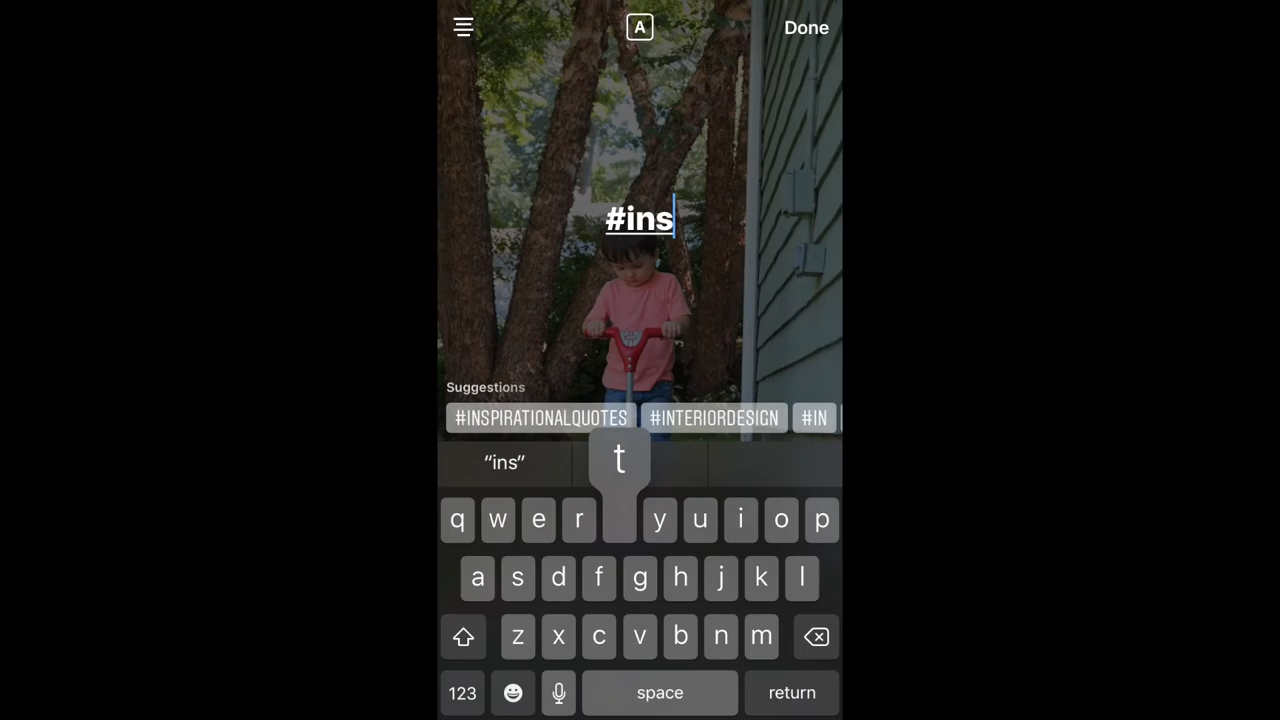 A Done
#ins
Suggestions
#INSPIRATIONALQUOTES #INTERIORDESIGN #IN
"ins"
t
q w e r y u i o p
a s d f g h j k l
z x c v b n m
123 space return